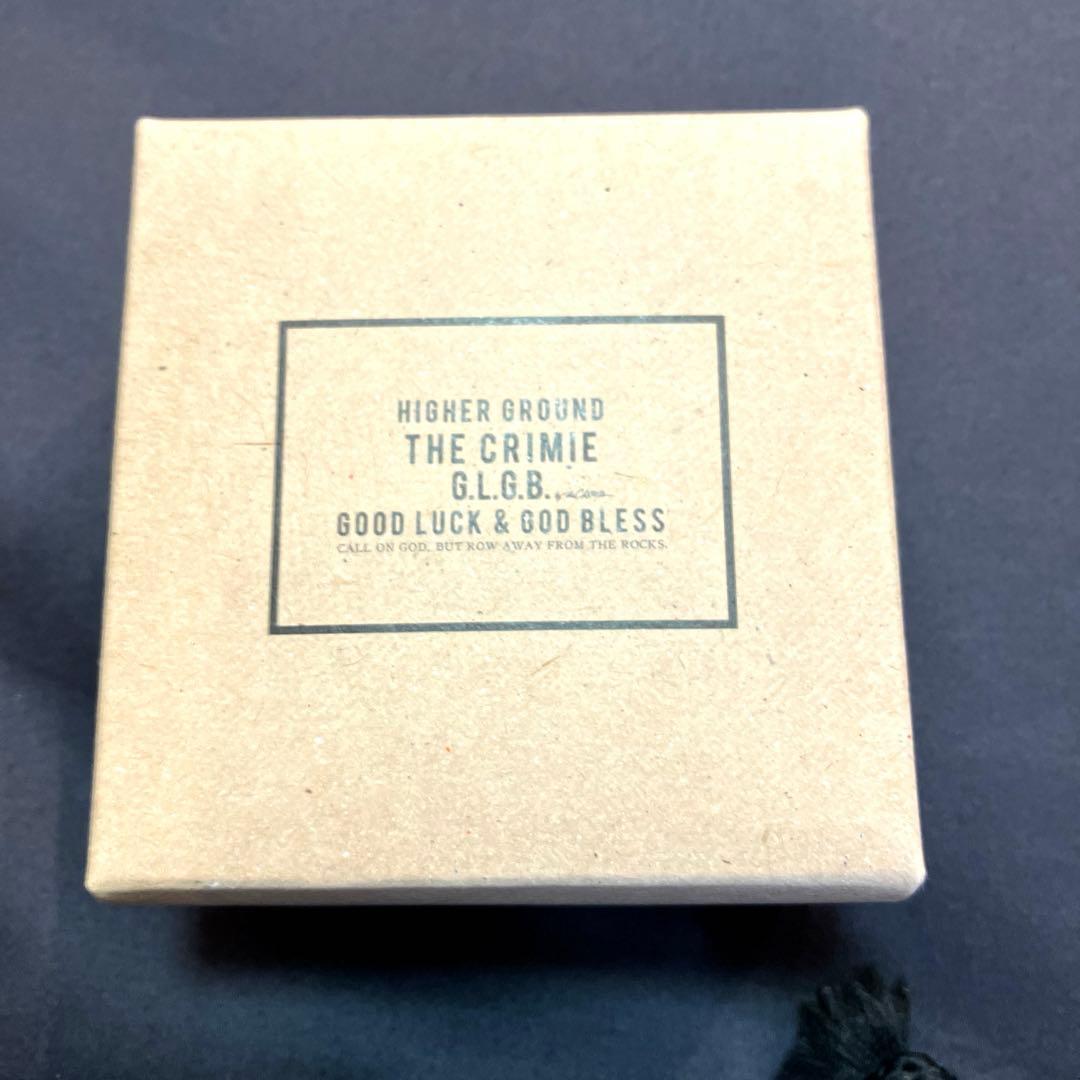 HIGHER GROUND
THE CRIMIE
G.L.G.B.
GOOD LUCK & GOD BLESS
CALL ON GOD, BUT ROW AWAY FROM THE ROCKS.